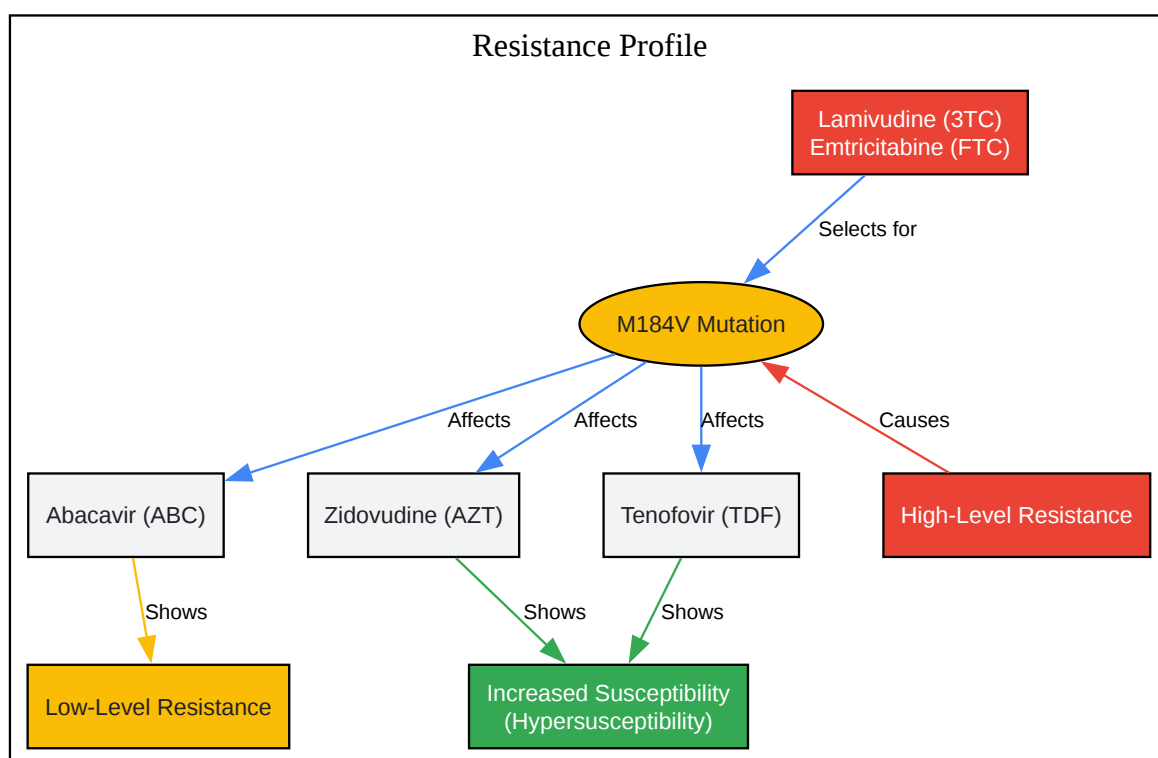 Resistance Profile
Lamivudine (3TC)
Emtricitabine (FTC)
Selects for
M184V Mutation
Affects
Affects
Affects
Causes
Abacavir (ABC)
Zidovudine (AZT)
Tenofovir (TDF)
High-Level Resistance
Shows
Shows
Shows
Low-Level Resistance
Increased Susceptibility
(Hypersusceptibility)